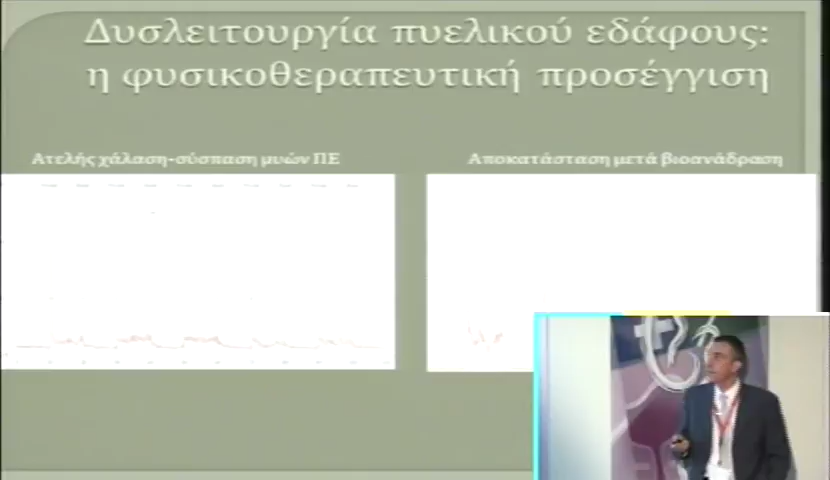 Δυσλειτουργία πυελικού εδάφους:
η φυσικοθεραπευτική προσέγγιση
Ατελής χάλαση-σύσπαση μυών ΠΕ
Αποκατάσταση μετά βιοανάδραση